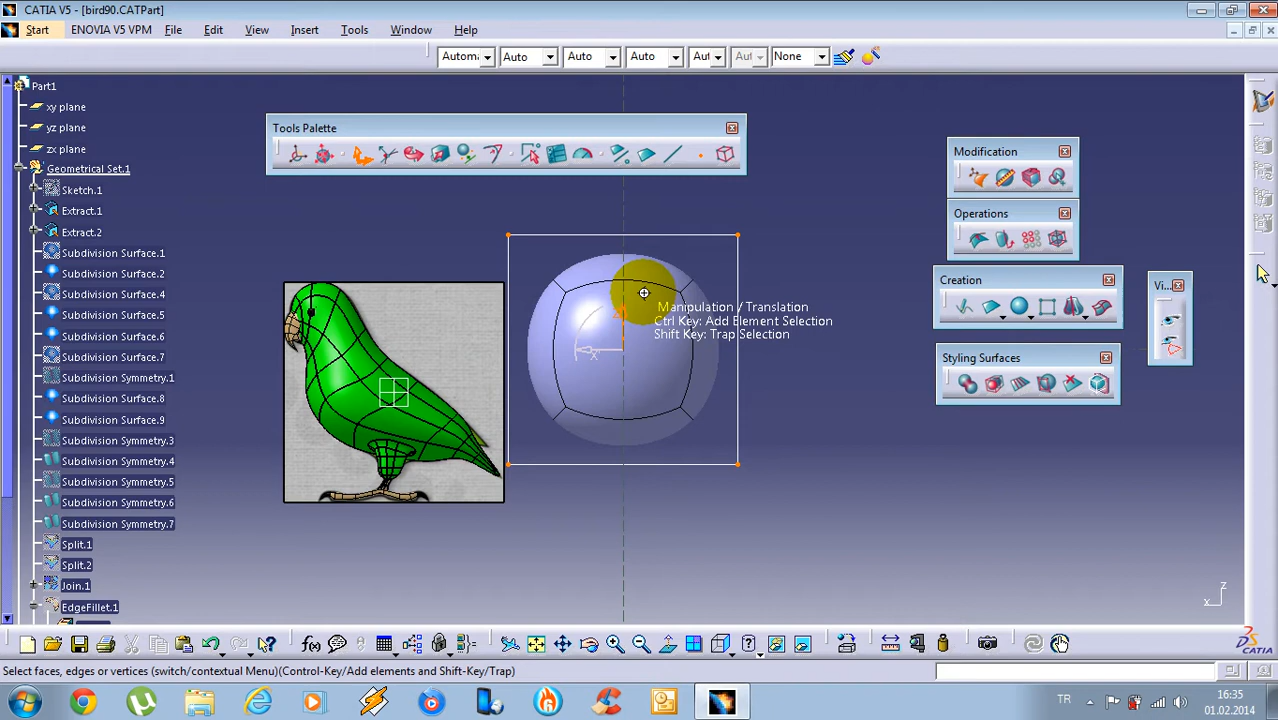 CATIA V5 - [bird90.CATPart]
Start ENOVIA V5 VPM File Edit View Insert Tools Window Help
Automa Auto Auto Auto Aut Aut None
Part1
xy plane
yz plane
zx plane
Geometrical Set.1
Sketch.1
Extract.1
Extract.2
Subdivision Surface.1
Subdivision Surface.2
Subdivision Surface.4
Subdivision Surface.5
Subdivision Surface.6
Subdivision Surface.7
Subdivision Symmetry.1
Subdivision Surface.8
Subdivision Surface.9
Subdivision Symmetry.3
Subdivision Symmetry.4
Subdivision Symmetry.5
Subdivision Symmetry.6
Subdivision Symmetry.7
Split.1
Split.2
Join.1
EdgeFillet.1
Tools Palette
Manipulation / Translation
Ctrl Key: Add Element Selection
Shift Key: Trap Selection
x
Modification
Operations
Creation
Vi...
Styling Surfaces
z
x
DS CATIA
Select faces, edges or vertices (switch/contextual Menu)(Control-Key/Add elements and Shift-Key/Trap)
TR
16:35
01.02.2014